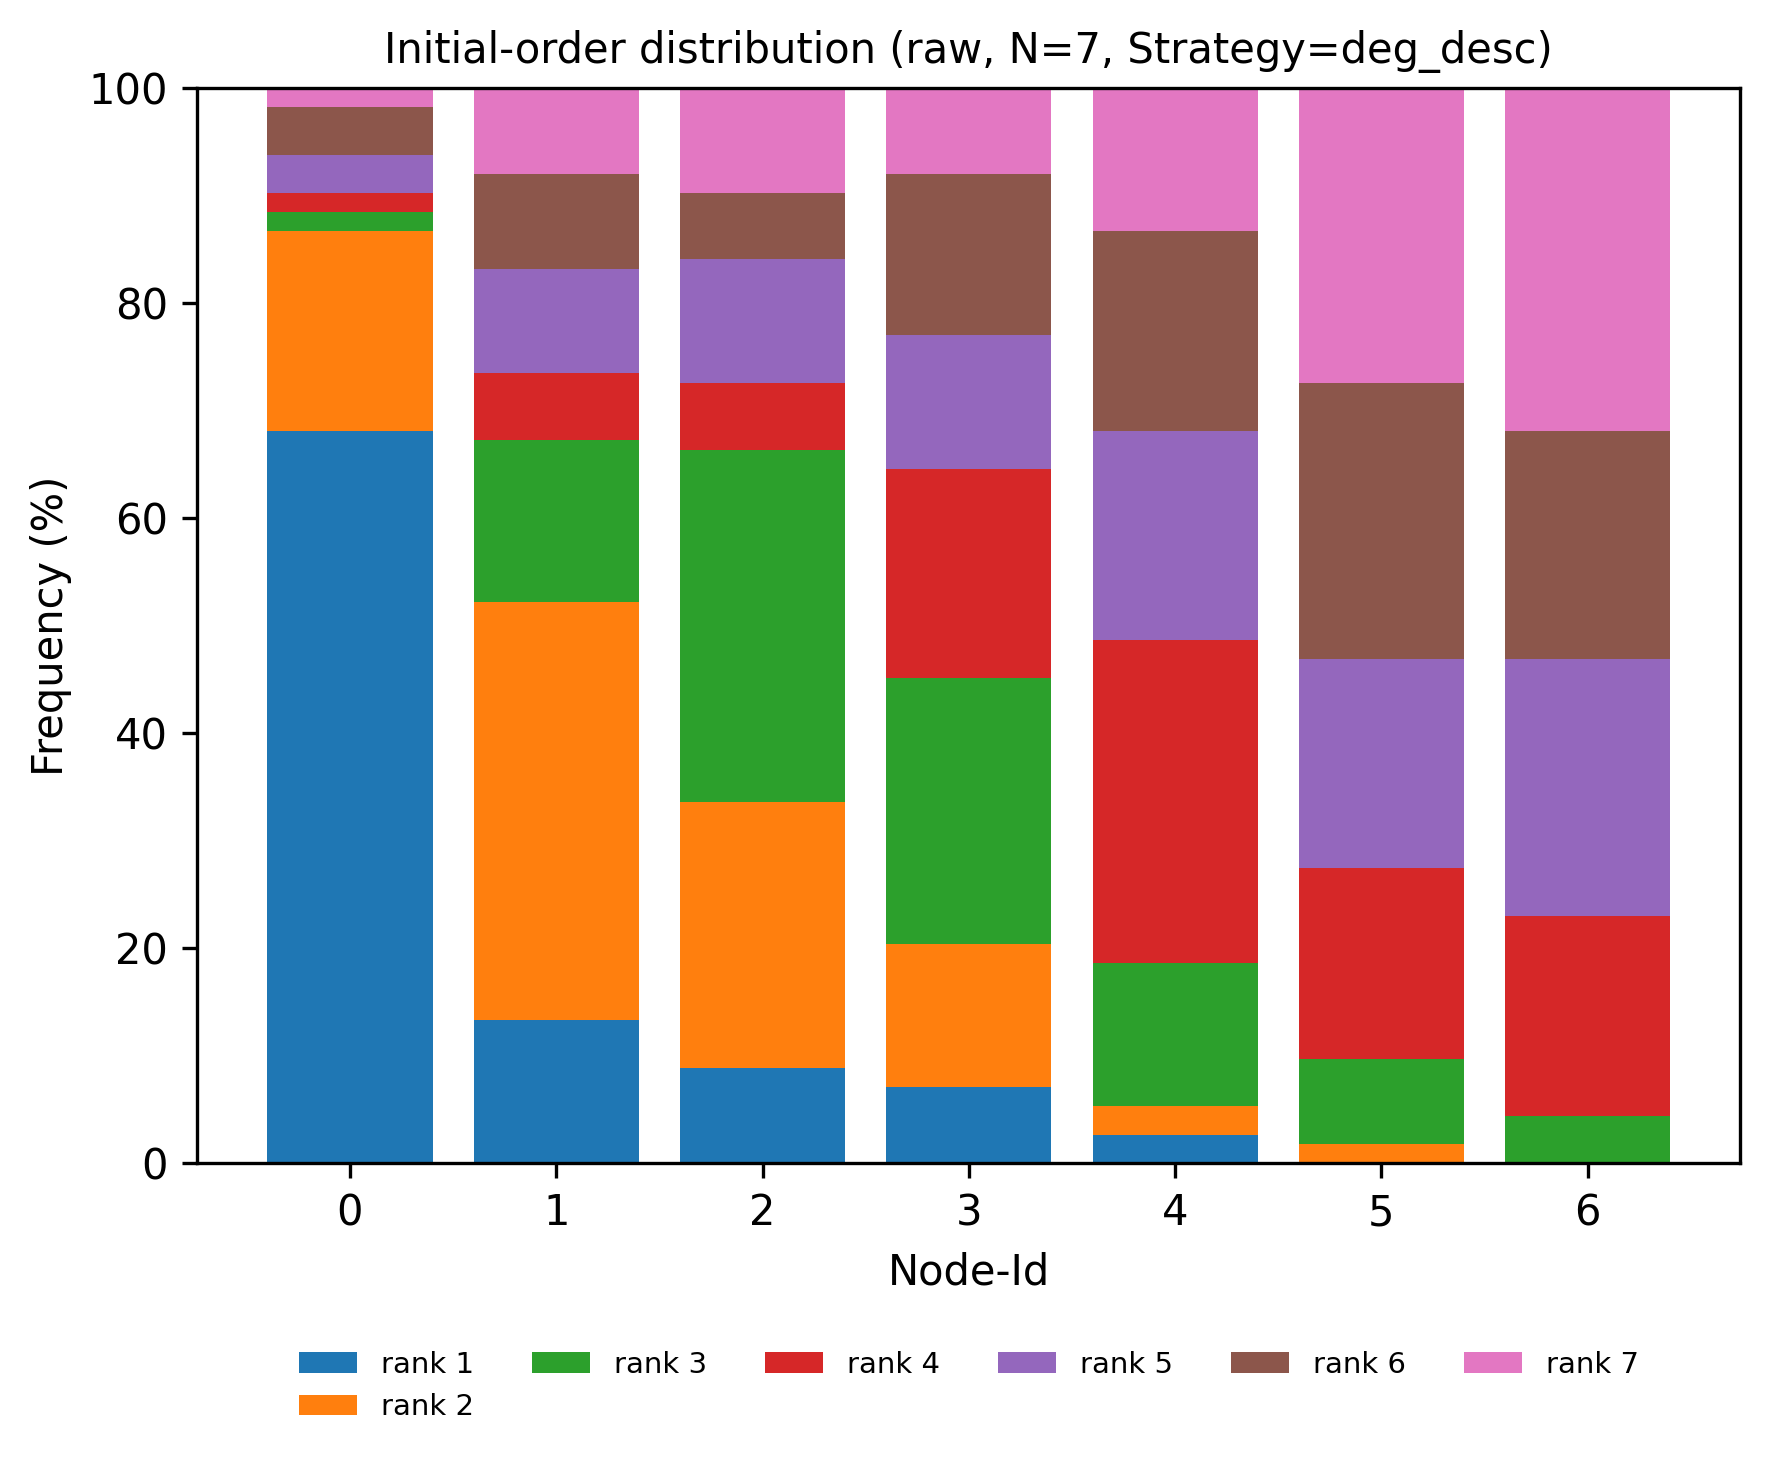 Initial-order distribution (raw, N=7, Strategy=deg_desc)
100
80
60
40
20
0
Frequency (%)
0 1 2 3 4 5 6
Node-Id
rank 1 rank 3 rank 4 rank 5 rank 6 rank 7
rank 2